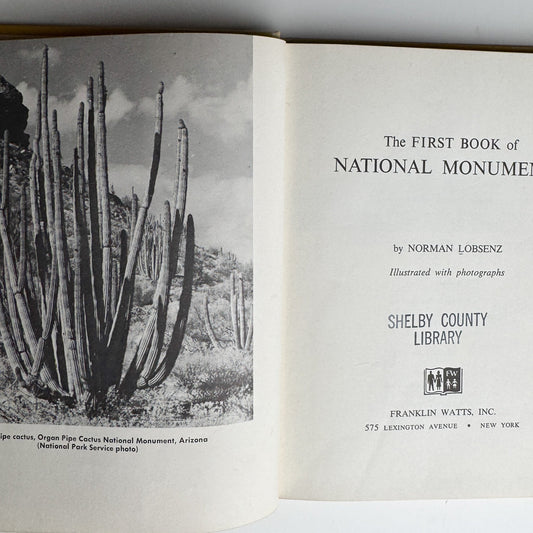 ipe cactus, Organ Pipe Cactus National Monument, Arizona
(National Park Service photo)
The FIRST BOOK of
NATIONAL MONUMEN
by NORMAN LOBSENZ
Illustrated with photographs
SHELBY COUNTY
LIBRARY
FW
FRANKLIN WATTS, INC.
575 LEXINGTON AVENUE • NEW YORK